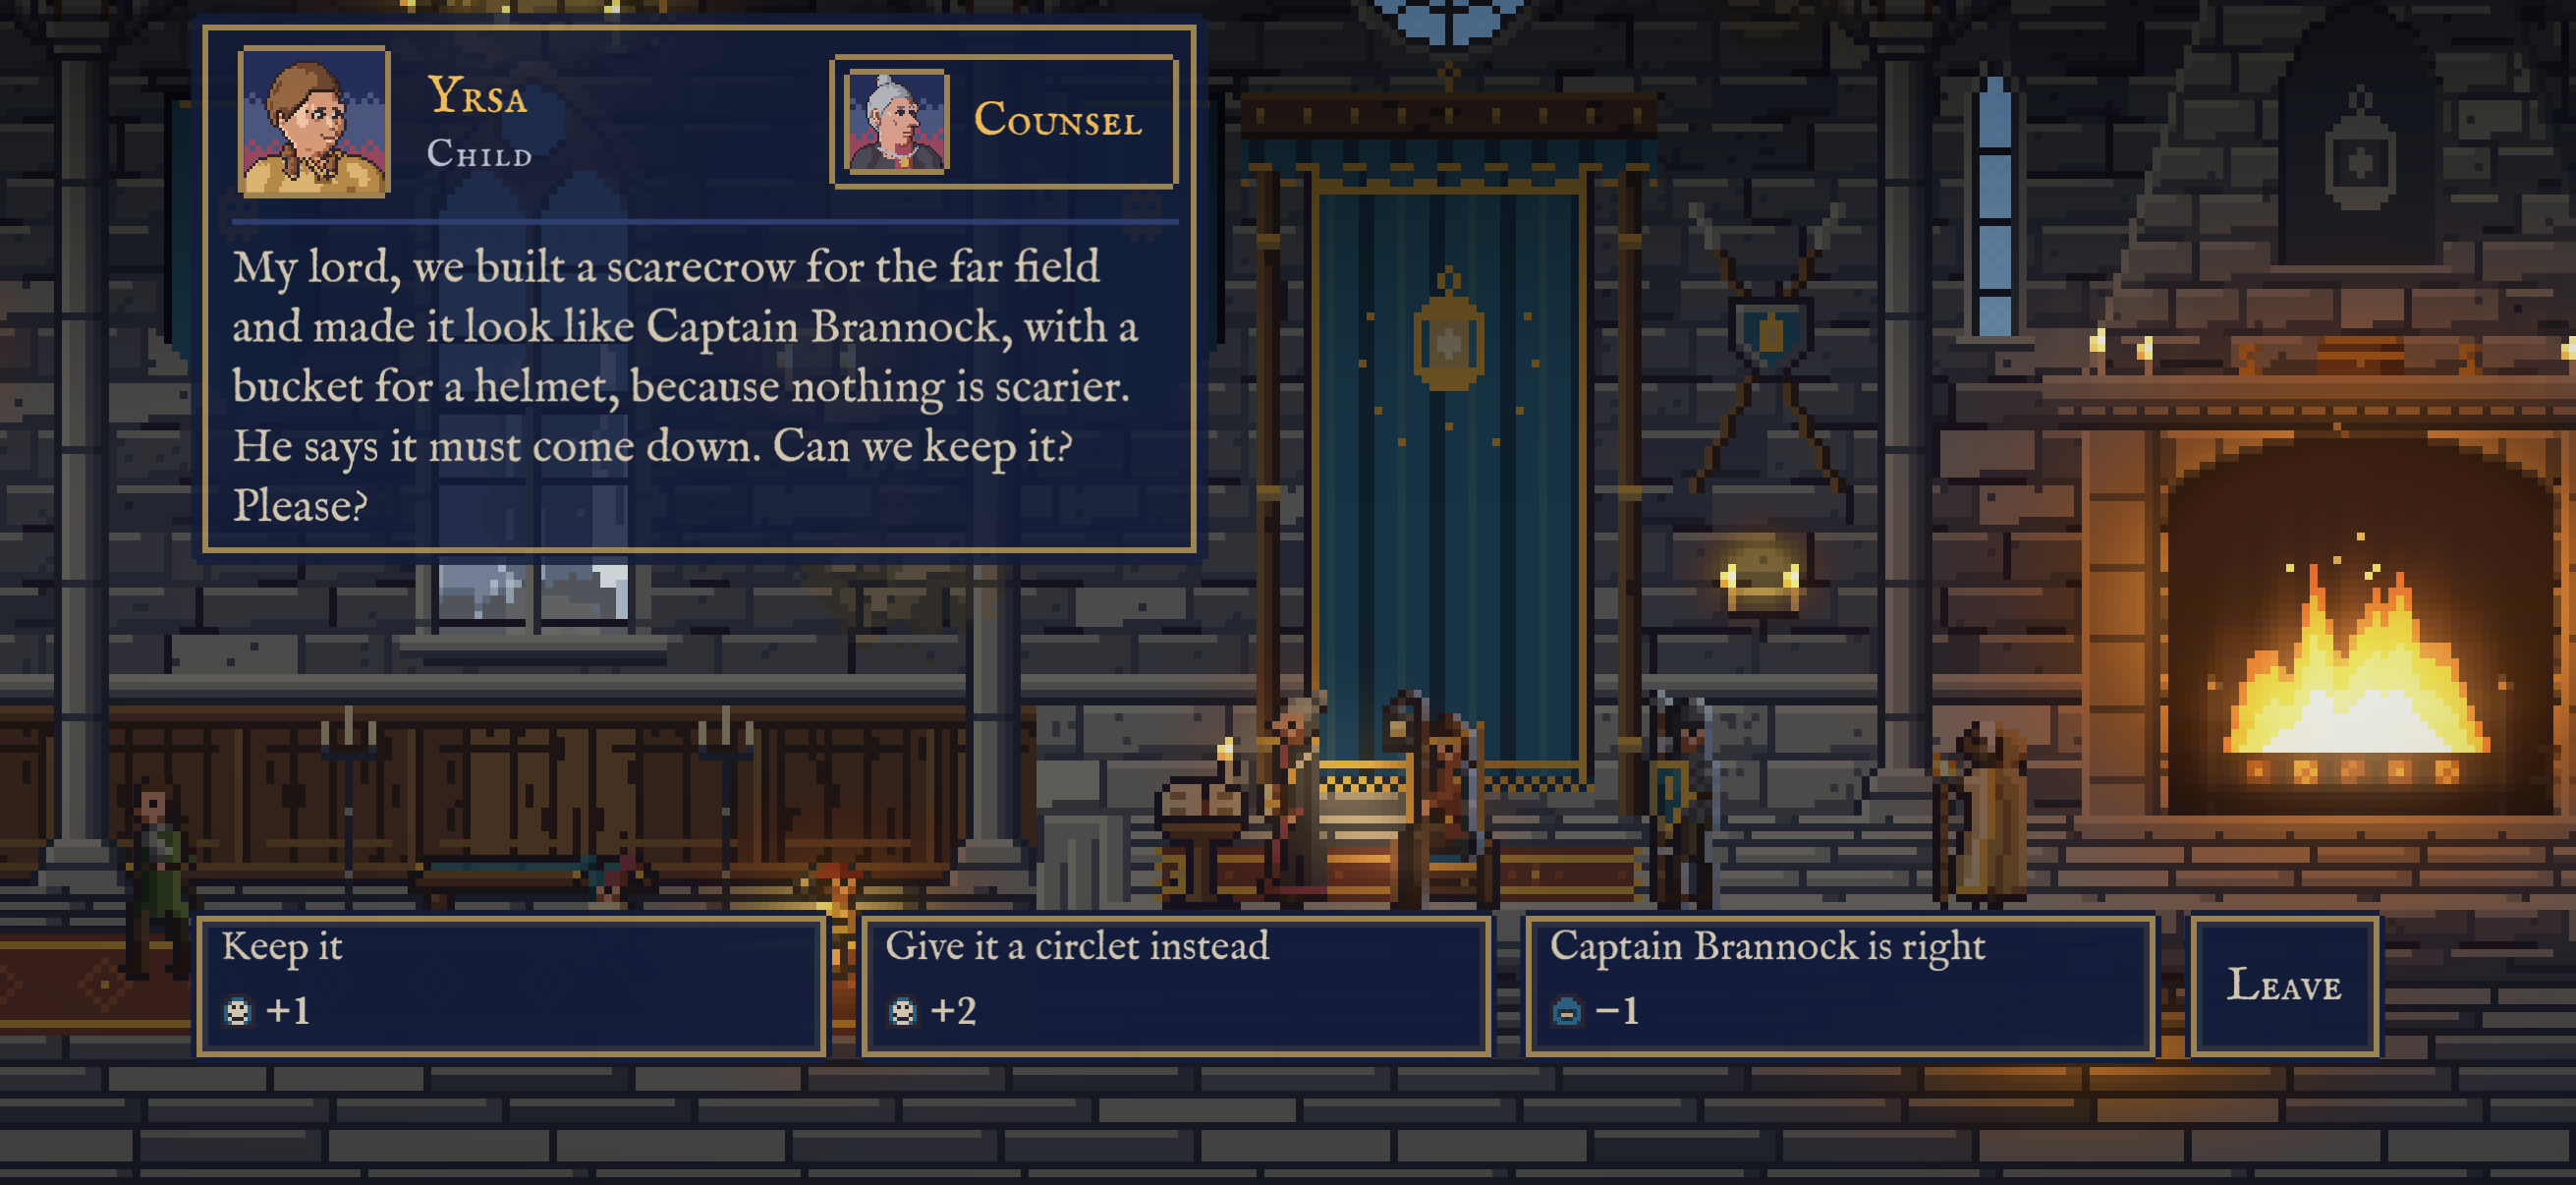 Yrsa
Child
Counsel
My lord, we built a scarecrow for the far field
and made it look like Captain Brannock, with a
bucket for a helmet, because nothing is scarier.
He says it must come down. Can we keep it?
Please?
Keep it
+1
Give it a circlet instead
+2
Captain Brannock is right
−1
Leave